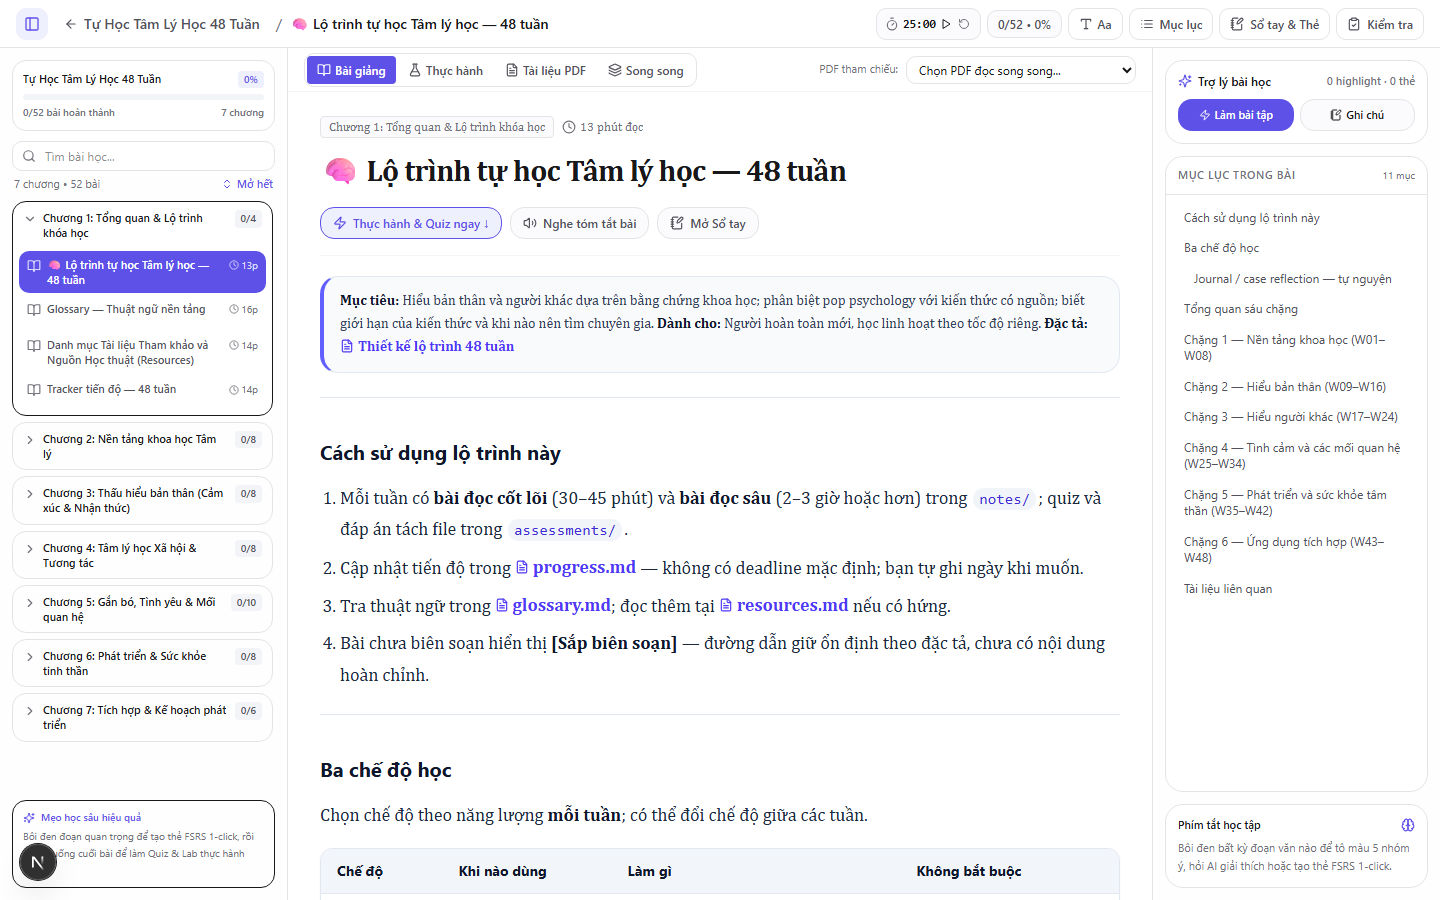 Tự Học Tâm Lý Học 48 Tuần / 🧠 Lộ trình tự học Tâm lý học — 48 tuần
25:00
0/52 • 0%
Aa
Mục lục
Sổ tay & Thẻ
Kiểm tra
Tự Học Tâm Lý Học 48 Tuần 0%
0/52 bài hoàn thành 7 chương
Tìm bài học...
7 chương • 52 bài Mở hết
Chương 1: Tổng quan & Lộ trình khóa học 0/4
🧠 Lộ trình tự học Tâm lý học — 48 tuần 13p
Glossary — Thuật ngữ nền tảng 16p
Danh mục Tài liệu Tham khảo và Nguồn Học thuật (Resources) 14p
Tracker tiến độ — 48 tuần 14p
Chương 2: Nền tảng khoa học Tâm lý 0/8
Chương 3: Thấu hiểu bản thân (Cảm xúc & Nhận thức) 0/8
Chương 4: Tâm lý học Xã hội & Tương tác 0/8
Chương 5: Gắn bó, Tình yêu & Mối quan hệ 0/10
Chương 6: Phát triển & Sức khỏe tinh thần 0/8
Chương 7: Tích hợp & Kế hoạch phát triển 0/6
Mẹo học sâu hiệu quả
Bôi đen đoạn quan trọng để tạo thẻ FSRS 1-click, rồi
uống cuối bài để làm Quiz & Lab thực hành
N
Bài giảng
Thực hành
Tài liệu PDF
Song song
PDF tham chiếu: Chọn PDF đọc song song...
Chương 1: Tổng quan & Lộ trình khóa học 13 phút đọc
🧠 Lộ trình tự học Tâm lý học — 48 tuần
Thực hành & Quiz ngay ↓
Nghe tóm tắt bài
Mở Sổ tay
Mục tiêu: Hiểu bản thân và người khác dựa trên bằng chứng khoa học; phân biệt pop psychology với kiến thức có nguồn; biết
giới hạn của kiến thức và khi nào nên tìm chuyên gia. Dành cho: Người hoàn toàn mới, học linh hoạt theo tốc độ riêng. Đặc tả:
Thiết kế lộ trình 48 tuần
Cách sử dụng lộ trình này
1. Mỗi tuần có bài đọc cốt lõi (30–45 phút) và bài đọc sâu (2–3 giờ hoặc hơn) trong notes/ ; quiz và
đáp án tách file trong assessments/ .
2. Cập nhật tiến độ trong progress.md — không có deadline mặc định; bạn tự ghi ngày khi muốn.
3. Tra thuật ngữ trong glossary.md; đọc thêm tại resources.md nếu có hứng.
4. Bài chưa biên soạn hiển thị [Sắp biên soạn] — đường dẫn giữ ổn định theo đặc tả, chưa có nội dung
hoàn chỉnh.
Ba chế độ học
Chọn chế độ theo năng lượng mỗi tuần; có thể đổi chế độ giữa các tuần.
Chế độ Khi nào dùng Làm gì Không bắt buộc
Trợ lý bài học 0 highlight · 0 thẻ
Làm bài tập
Ghi chú
MỤC LỤC TRONG BÀI 11 mục
Cách sử dụng lộ trình này
Ba chế độ học
Journal / case reflection — tự nguyện
Tổng quan sáu chặng
Chặng 1 — Nền tảng khoa học (W01–
W08)
Chặng 2 — Hiểu bản thân (W09–W16)
Chặng 3 — Hiểu người khác (W17–W24)
Chặng 4 — Tình cảm và các mối quan hệ
(W25–W34)
Chặng 5 — Phát triển và sức khỏe tâm
thần (W35–W42)
Chặng 6 — Ứng dụng tích hợp (W43–
W48)
Tài liệu liên quan
Phím tắt học tập
Bôi đen bất kỳ đoạn văn nào để tô màu 5 nhóm
ý, hỏi AI giải thích hoặc tạo thẻ FSRS 1-click.